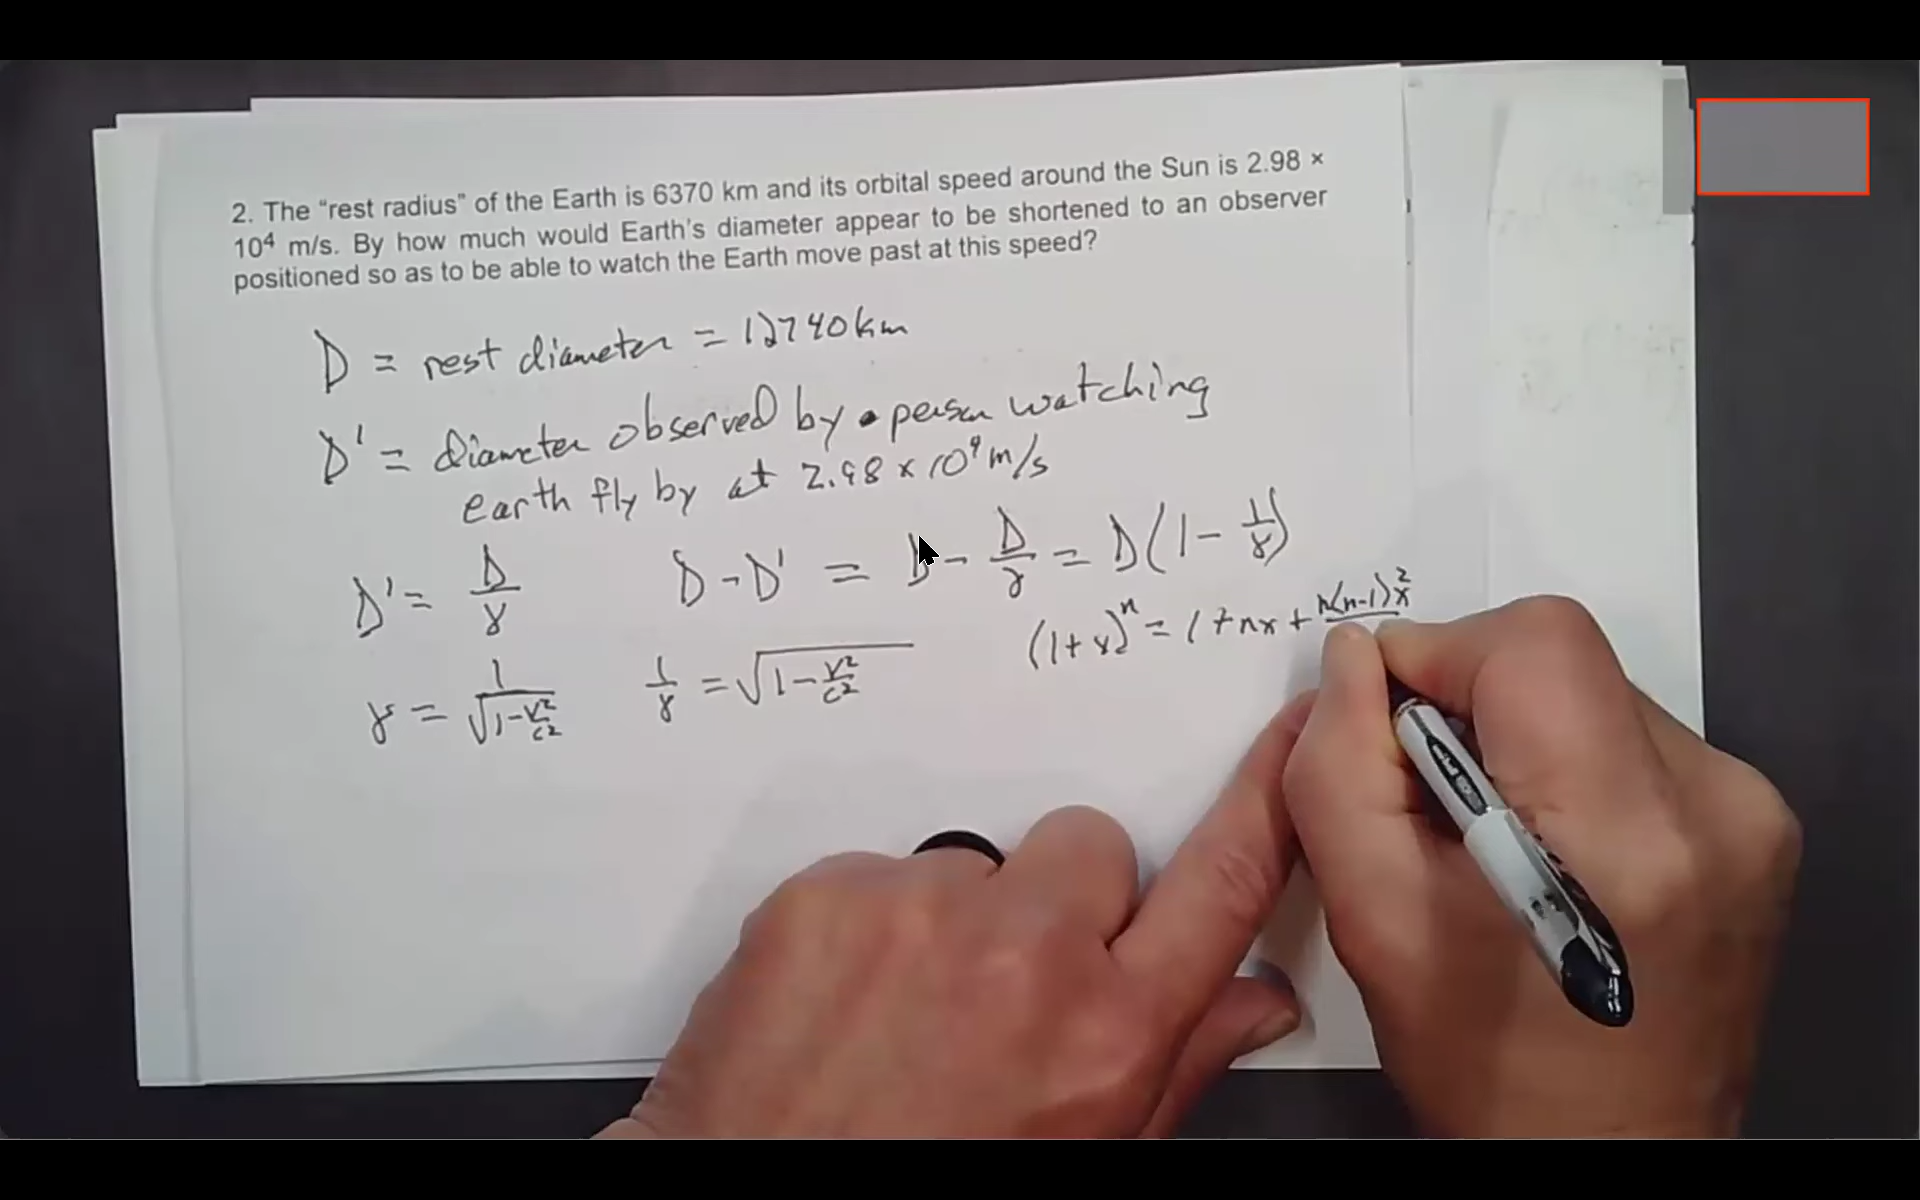 2. The “rest radius” of the Earth is 6370 km and its orbital speed around the Sun is 2.98 ×
10⁴ m/s. By how much would Earth's diameter appear to be shortened to an observer
positioned so as to be able to watch the Earth move past at this speed?
D = rest diameter = 12740 km
D' = diameter observed by person watching
earth fly by at 2.98 × 10⁴ m/s
D' = D/γ    D - D' = D - D/γ = D(1 - 1/γ)
(1+x)ⁿ = 1 + nx + n(n-1)x²
γ = 1/√(1-v²/c²)    1/γ = √(1-v²/c²)